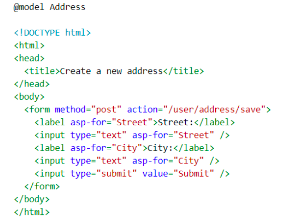 @model Address
<!DOCTYPE html>
<html>
<head>
<title>Create a new address</title>
</head>
<body>
<form method="post" action="/user/address/save">
<label asp-for="Street">Street:</label>
<input type="text" asp-for="Street" />
<label asp-for="City">City:</label>
<input type="text" asp-for="City" />
<input type="submit" value="Submit" />
</form>
</body>
</html>